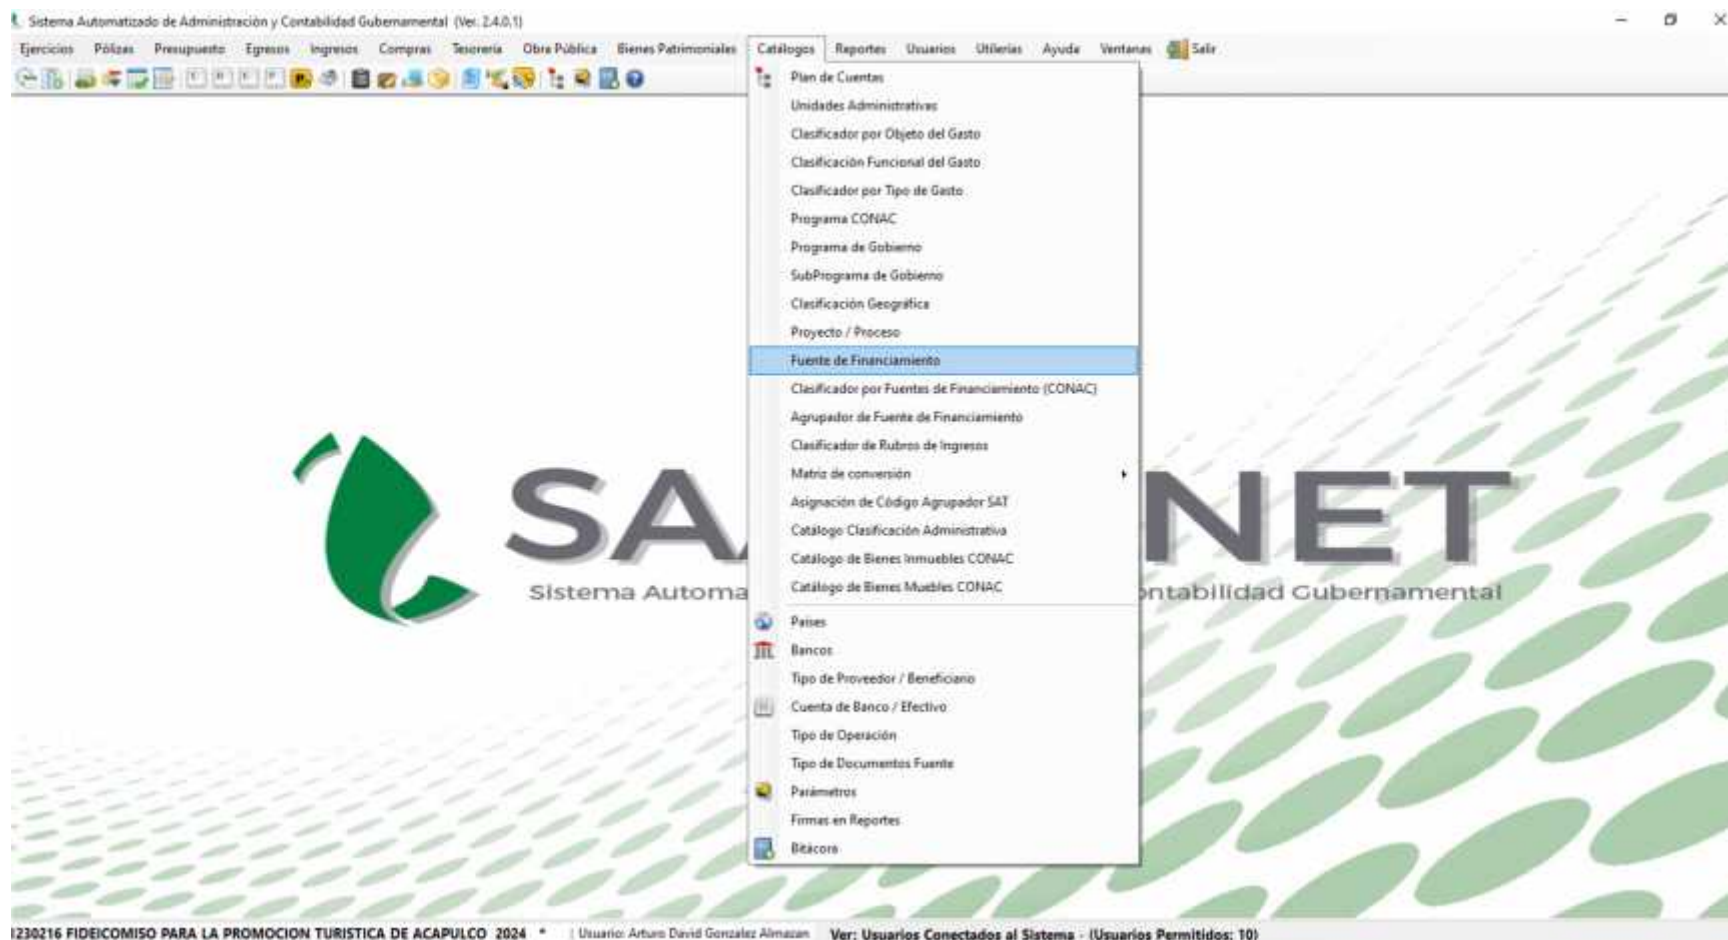 Sistema Automatizado de Administración y Contabilidad Gubernamental (Ver. 2.4.0.1)
Ejercicios Pólizas Presupuesto Egresos Ingresos Compras Tesorería Obra Pública Bienes Patrimoniales Catálogos Reportes Usuarios Utilerías Ayuda Ventanas Salir
Plan de Cuentas
Unidades Administrativas
Clasificador por Objeto del Gasto
Clasificación Funcional del Gasto
Clasificador por Tipo de Gasto
Programa CONAC
Programa de Gobierno
SubPrograma de Gobierno
Clasificación Geográfica
Proyecto / Proceso
Fuente de Financiamiento
Clasificador por Fuentes de Financiamiento (CONAC)
Agrupador de Fuente de Financiamiento
Clasificador de Rubros de Ingresos
Matriz de conversión
Asignación de Código Agrupador SAT
Catálogo Clasificación Administrativa
Catálogo de Bienes Inmuebles CONAC
Catálogo de Bienes Muebles CONAC
Países
Bancos
Tipo de Proveedor / Beneficiario
Cuenta de Banco / Efectivo
Tipo de Operación
Tipo de Documentos Fuente
Parámetros
Firmas en Reportes
Bitácora
SA NET
Sistema Automa ntabilidad Gubernamental
1230216 FIDEICOMISO PARA LA PROMOCION TURISTICA DE ACAPULCO 2024 * | Usuario: Arturo David Gonzalez Almazan Ver: Usuarios Conectados al Sistema - (Usuarios Permitidos: 10)